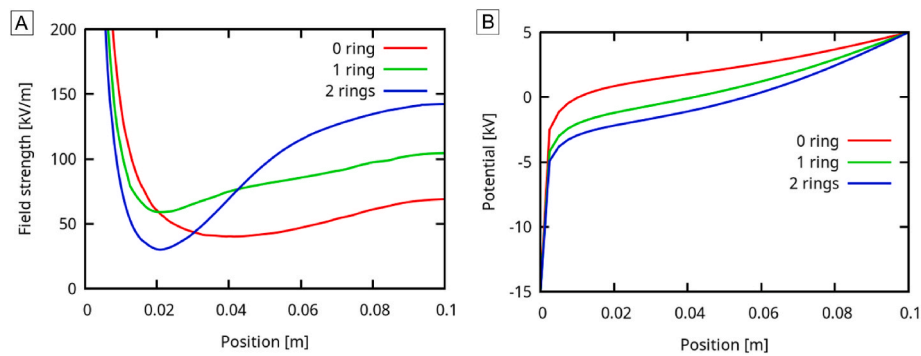 A
200
150
100
50
0
Field strength [kV/m]
0 ring
1 ring
2 rings
0 0.02 0.04 0.06 0.08 0.1
Position [m]
B
5
0
-5
-10
-15
Potential [kV]
0 ring
1 ring
2 rings
0 0.02 0.04 0.06 0.08 0.1
Position [m]